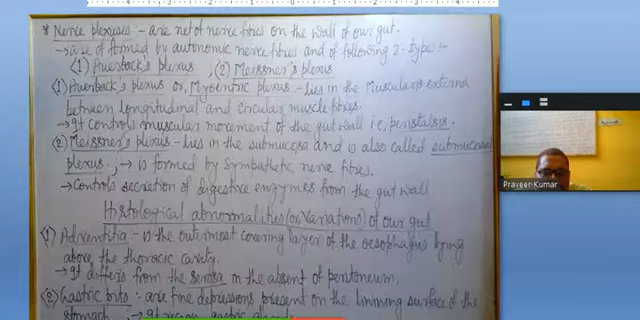 * Nerve plexuses - are net of nerve fibres on the wall of our gut.
→ are of formed by autonomic nerve fibres and of following 2-types:-
(1) Auerback's plexus , (2) Meissner's plexus
(1) Auerback's plexus or, Myoentric plexus - lies in the Muscularis externa
between longitudinal and circular muscle fibres.
→ It controls muscular movement of the gut wall i.e, peristalsis.
(2) Meissner's plexus - lies in the submucosa and is also called submucosa
plexus, → is formed by sympathetic nerve fibres.
→ Controls secretion of digestive enzymes from the gut wall
Histological abnormalities (or Variations) of our gut
(1) Adventitia - is the outermost covering layer of the oesophagus lying
above the thoracic cavity.
→ It differs from the serosa in the absent of peritoneum.
(2) Gastric pits - are fine depressions present on the lining surface of the
stomach → gastric
Praveer Kumar